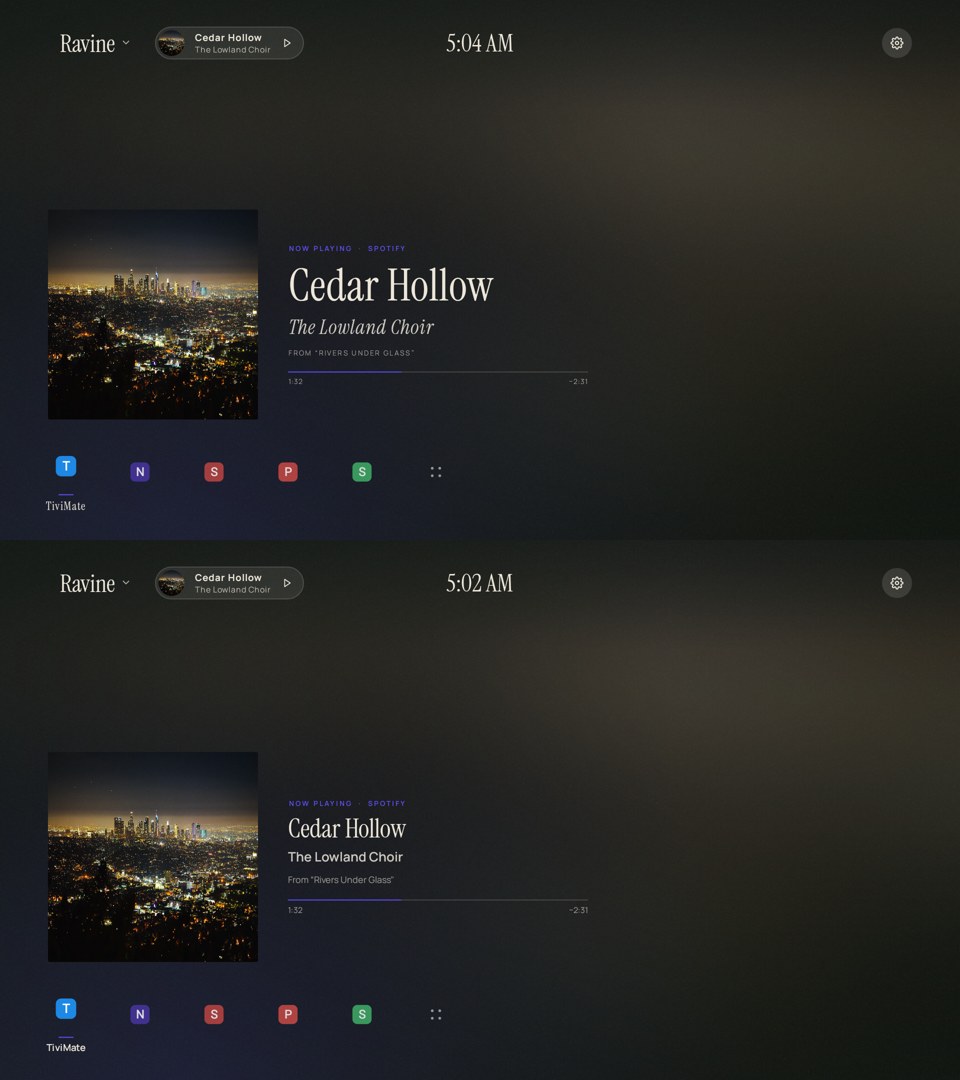 Ravine
Cedar Hollow
The Lowland Choir
5:04 AM
NOW PLAYING · SPOTIFY
Cedar Hollow
The Lowland Choir
FROM "RIVERS UNDER GLASS"
1:32
−2:31
T
N
S
P
S
TiviMate
Ravine
Cedar Hollow
The Lowland Choir
5:02 AM
NOW PLAYING · SPOTIFY
Cedar Hollow
The Lowland Choir
From "Rivers Under Glass"
1:32
−2:31
T
N
S
P
S
TiviMate